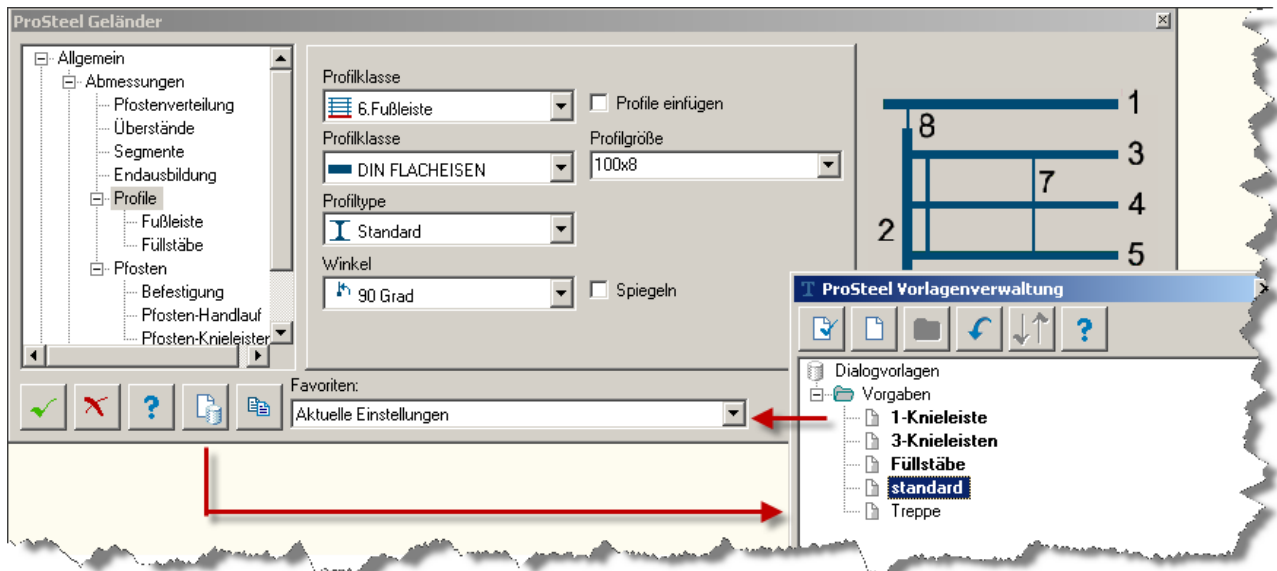 ProSteel Geländer
Allgemein
Abmessungen
Pfostenverteilung
Überstände
Segmente
Endausbildung
Profile
Fußleiste
Füllstäbe
Pfosten
Befestigung
Pfosten-Handlauf
Pfosten-Knieleister
Profilklasse
6.Fußleiste
Profile einfügen
Profilklasse
DIN FLACHEISEN
Profilgröße
100x8
Profiltype
Standard
Winkel
90 Grad
Spiegeln
1
8
3
7
4
2
5
Favoriten:
Aktuelle Einstellungen
ProSteel Vorlagenverwaltung
Dialogvorlagen
Vorgaben
1-Knieleiste
3-Knieleisten
Füllstäbe
standard
Treppe